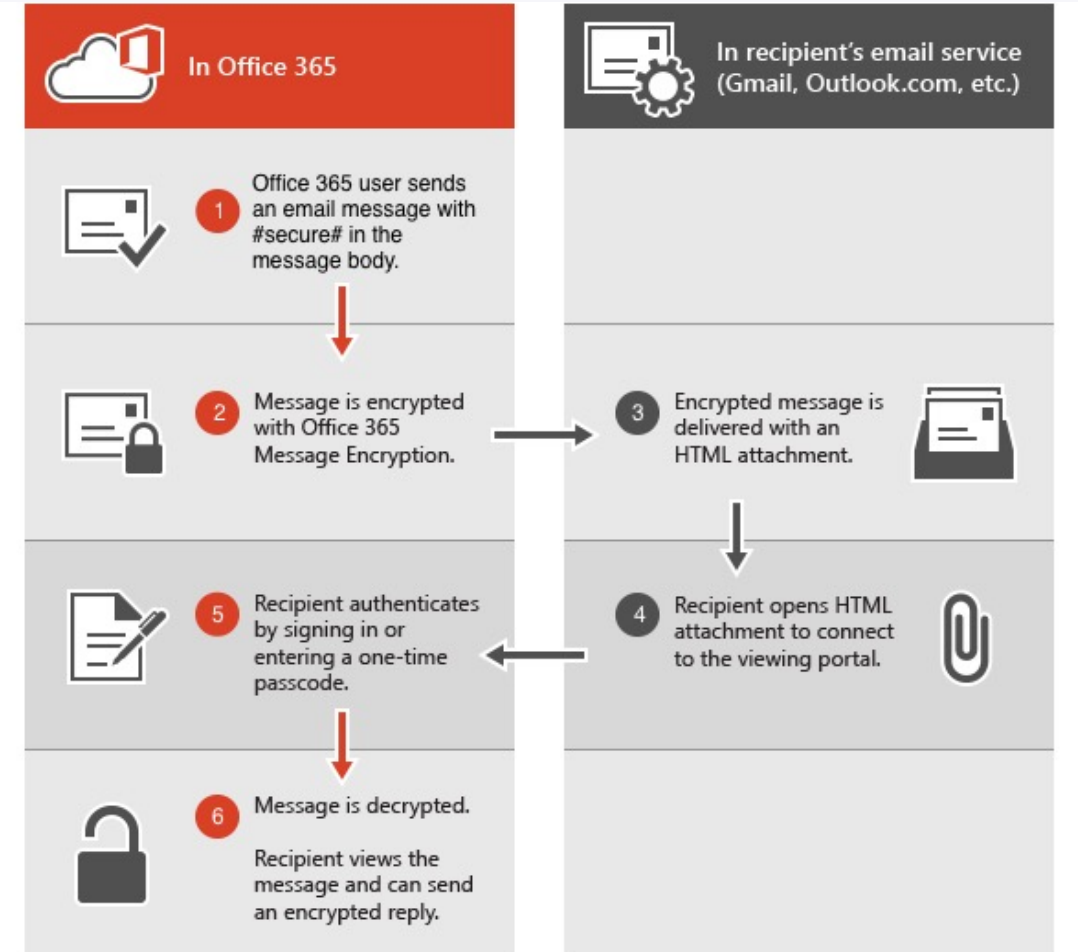 In Office 365
In recipient's email service
(Gmail, Outlook.com, etc.)
1
Office 365 user sends
an email message with
#secure# in the
message body.
2
Message is encrypted
with Office 365
Message Encryption.
3
Encrypted message is
delivered with an
HTML attachment.
4
Recipient opens HTML
attachment to connect
to the viewing portal.
5
Recipient authenticates
by signing in or
entering a one-time
passcode.
6
Message is decrypted.
Recipient views the
message and can send
an encrypted reply.